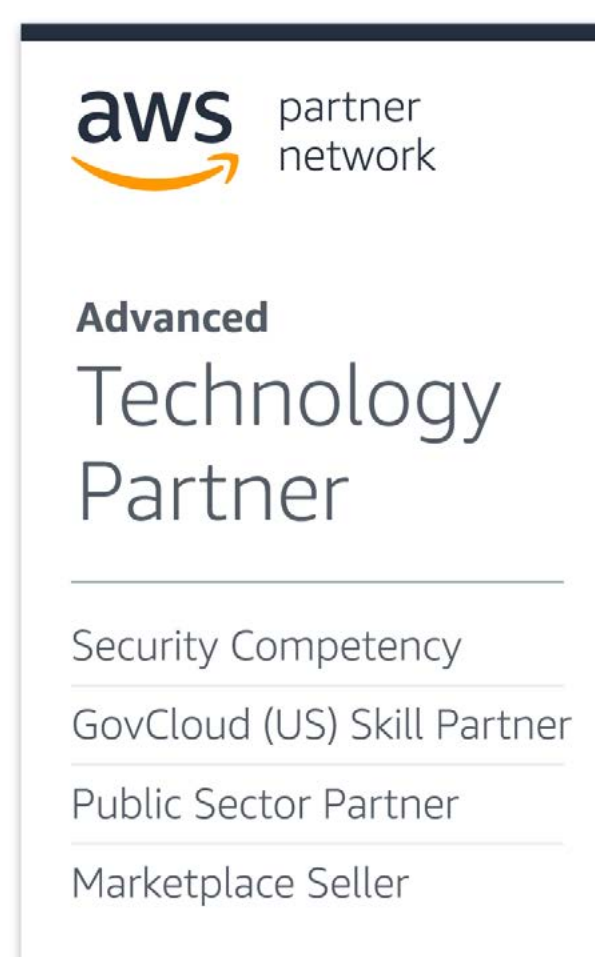 aws
partner
network
Advanced
Technology
Partner
Security Competency
GovCloud (US) Skill Partner
Public Sector Partner
Marketplace Seller